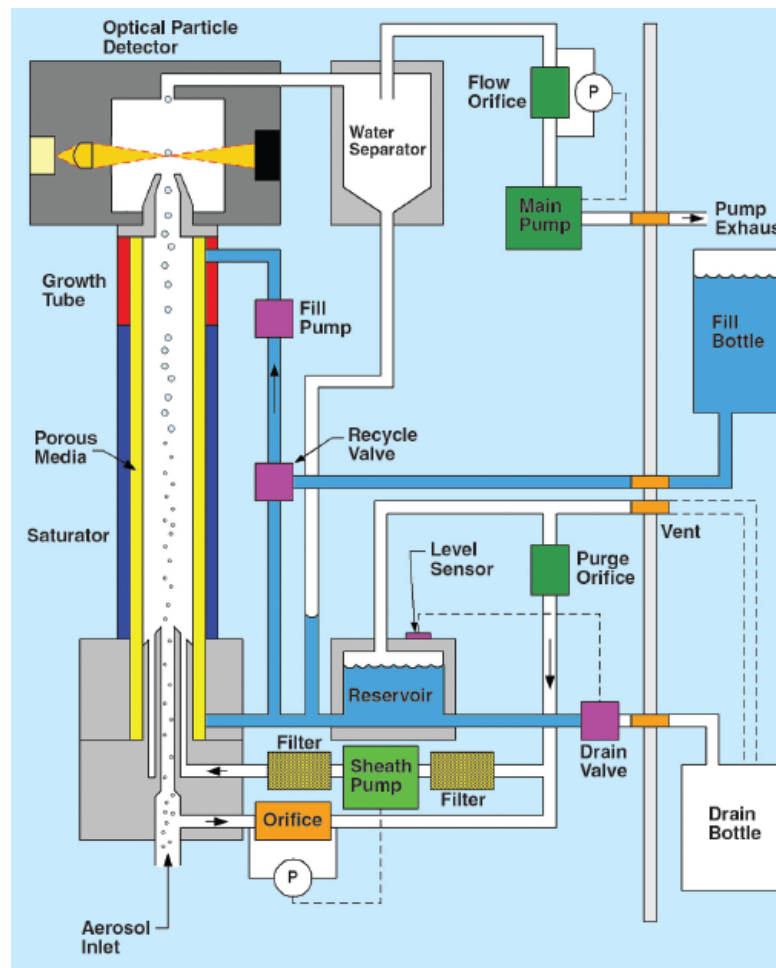 Optical Particle
Detector
Flow
Orifice
P
Water
Separator
Main
Pump
Pump
Exhaus
Growth
Tube
Fill
Pump
Fill
Bottle
Porous
Media
Recycle
Valve
Saturator
Level
Sensor
Vent
Purge
Orifice
Reservoir
Filter
Sheath
Pump
Filter
Drain
Valve
Orifice
Drain
Bottle
P
Aerosol
Inlet